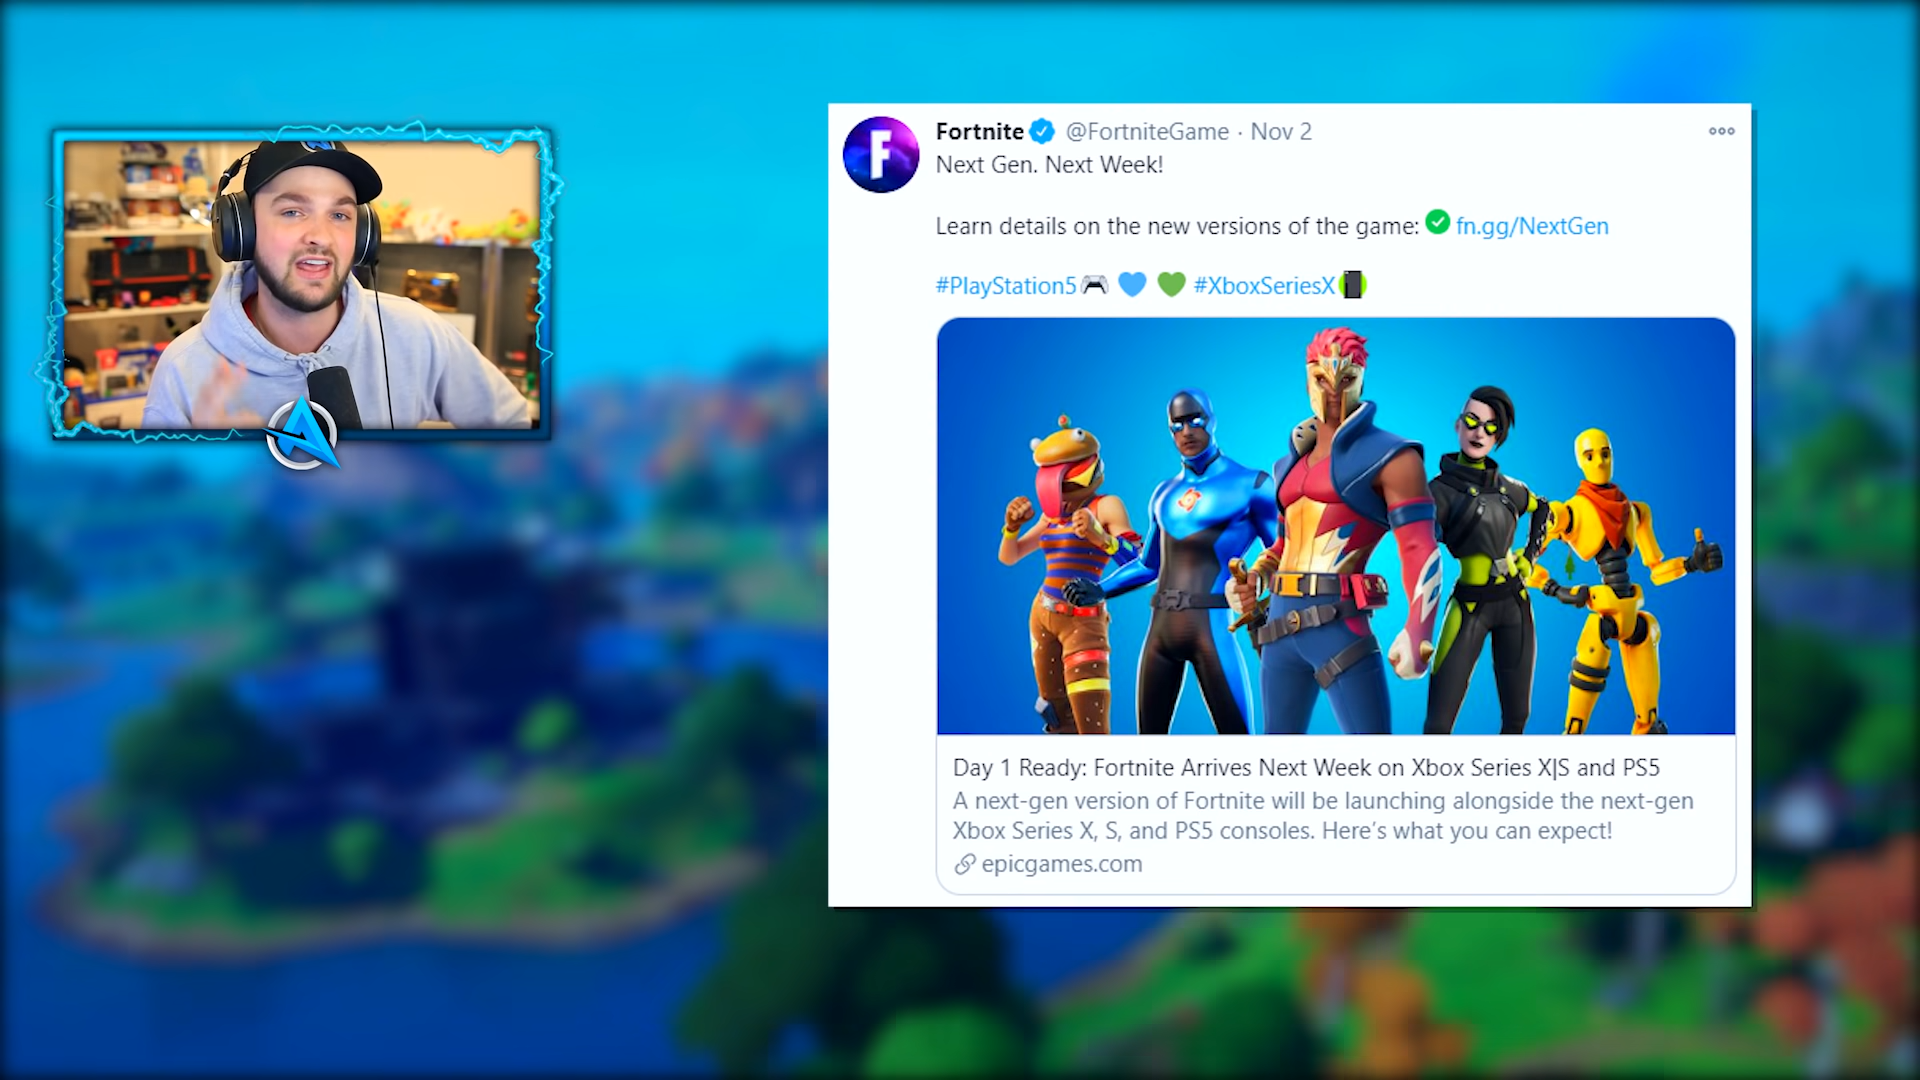 Fortnite @FortniteGame · Nov 2
Next Gen. Next Week!
Learn details on the new versions of the game: fn.gg/NextGen
#PlayStation5 #XboxSeriesX
Day 1 Ready: Fortnite Arrives Next Week on Xbox Series X|S and PS5
A next-gen version of Fortnite will be launching alongside the next-gen
Xbox Series X, S, and PS5 consoles. Here's what you can expect!
epicgames.com